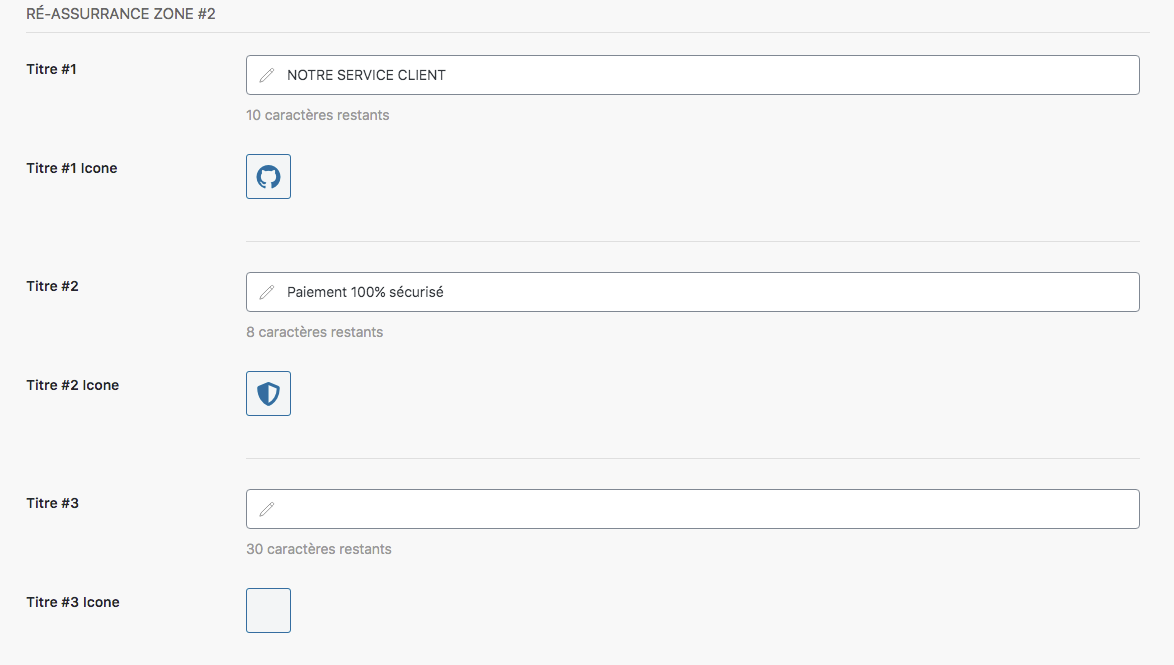 RÉ-ASSURRANCE ZONE #2
Titre #1
NOTRE SERVICE CLIENT
10 caractères restants
Titre #1 Icone
Titre #2
Paiement 100% sécurisé
8 caractères restants
Titre #2 Icone
Titre #3
30 caractères restants
Titre #3 Icone